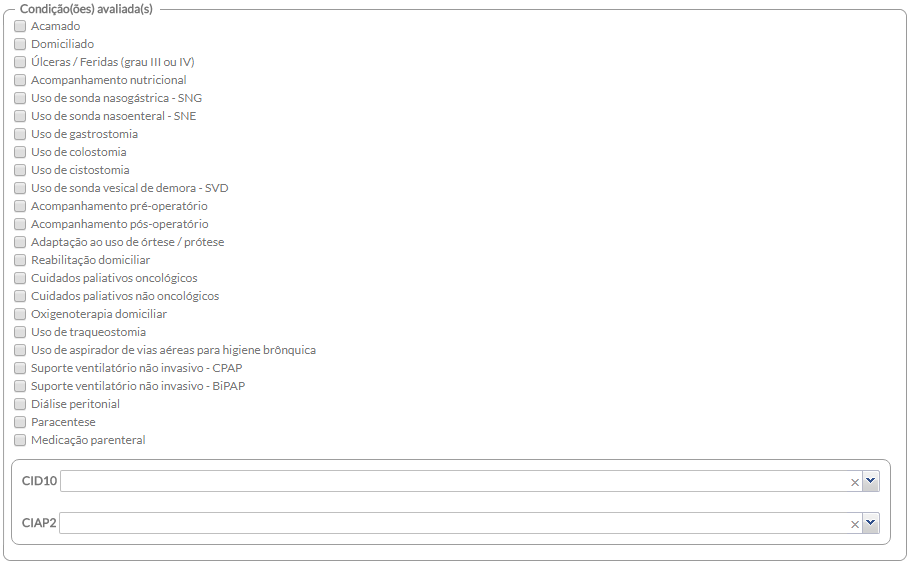 Condição(ões) avaliada(s)
Acamado
Domiciliado
Úlceras / Feridas (grau III ou IV)
Acompanhamento nutricional
Uso de sonda nasogástrica - SNG
Uso de sonda nasoenteral - SNE
Uso de gastrostomia
Uso de colostomia
Uso de cistostomia
Uso de sonda vesical de demora - SVD
Acompanhamento pré-operatório
Acompanhamento pós-operatório
Adaptação ao uso de órtese / prótese
Reabilitação domiciliar
Cuidados paliativos oncológicos
Cuidados paliativos não oncológicos
Oxigenoterapia domiciliar
Uso de traqueostomia
Uso de aspirador de vias aéreas para higiene brônquica
Suporte ventilatório não invasivo - CPAP
Suporte ventilatório não invasivo - BiPAP
Diálise peritonial
Paracentese
Medicação parenteral
CID10
CIAP2